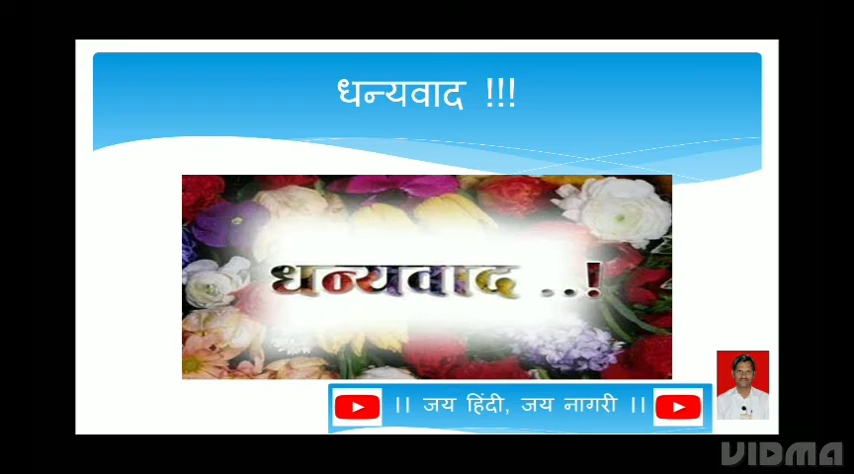 धन्यवाद !!!
धन्यवाद ..!
।। जय हिंदी, जय नागरी ।।
VIDMA